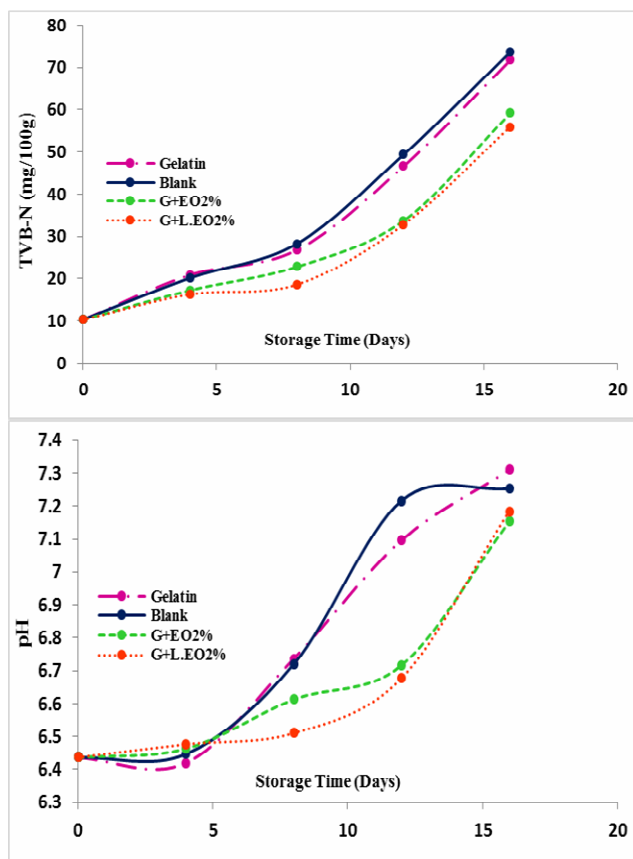 80
70
60
50
40
30
20
10
0
TVB-N (mg/100g)
Gelatin
Blank
G+EO2%
G+L.EO2%
Storage Time (Days)
0 5 10 15 20
7.4
7.3
7.2
7.1
7
6.9
6.8
6.7
6.6
6.5
6.4
6.3
pH
Gelatin
Blank
G+EO2%
G+L.EO2%
Storage Time (Days)
0 5 10 15 20